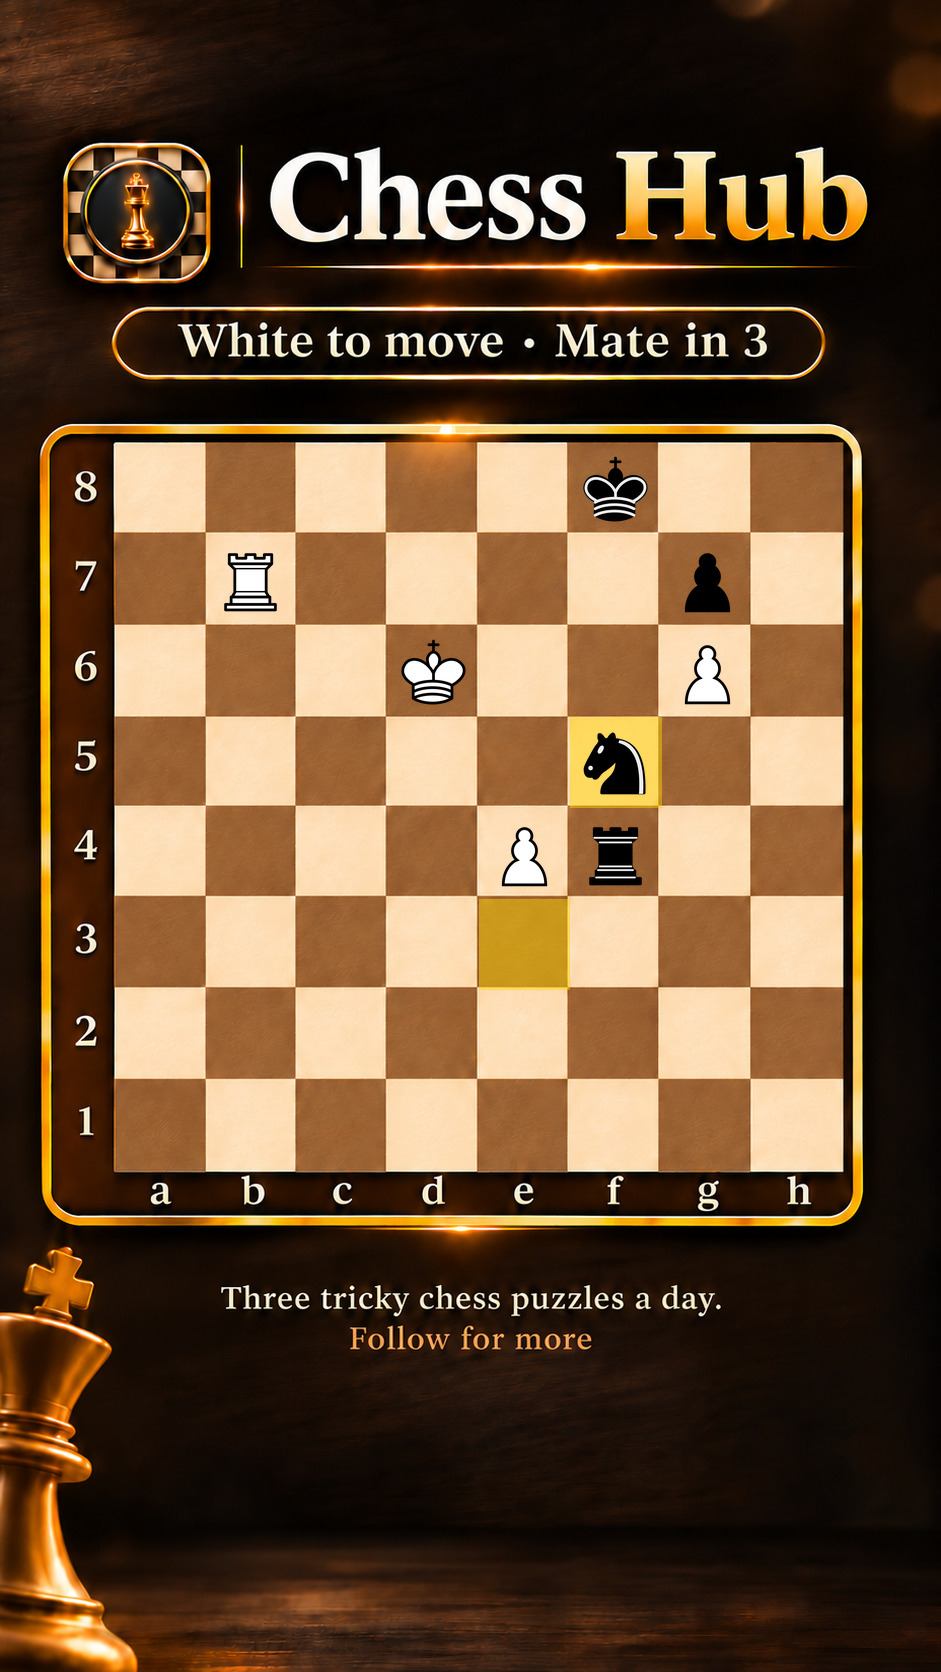 Chess Hub
White to move • Mate in 3
8
7
6
5
4
3
2
1
a b c d e f g h
Three tricky chess puzzles a day.
Follow for more